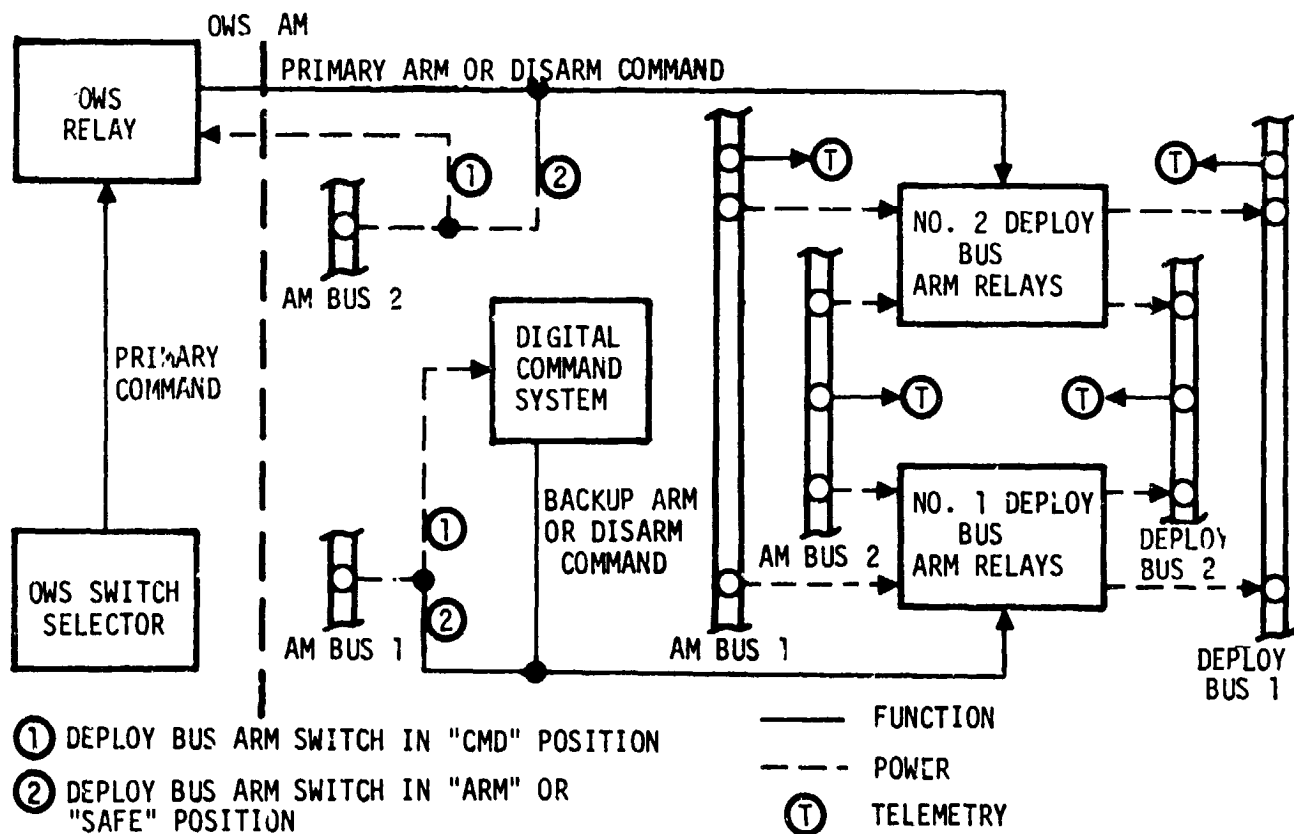 OWS AM
PRIMARY ARM OR DISARM COMMAND
OWS
RELAY
1
2
T
T
NO. 2 DEPLOY
BUS
ARM RELAYS
AM BUS 2
PRIMARY
COMMAND
DIGITAL
COMMAND
SYSTEM
T
T
1
BACKUP ARM
OR DISARM
COMMAND
NO. 1 DEPLOY
BUS
ARM RELAYS
AM BUS 2
DEPLOY
BUS 2
OWS SWITCH
SELECTOR
2
AM BUS 1
AM BUS 1
DEPLOY
BUS 1
1 DEPLOY BUS ARM SWITCH IN "CMD" POSITION
2 DEPLOY BUS ARM SWITCH IN "ARM" OR
"SAFE" POSITION
FUNCTION
POWER
T TELEMETRY